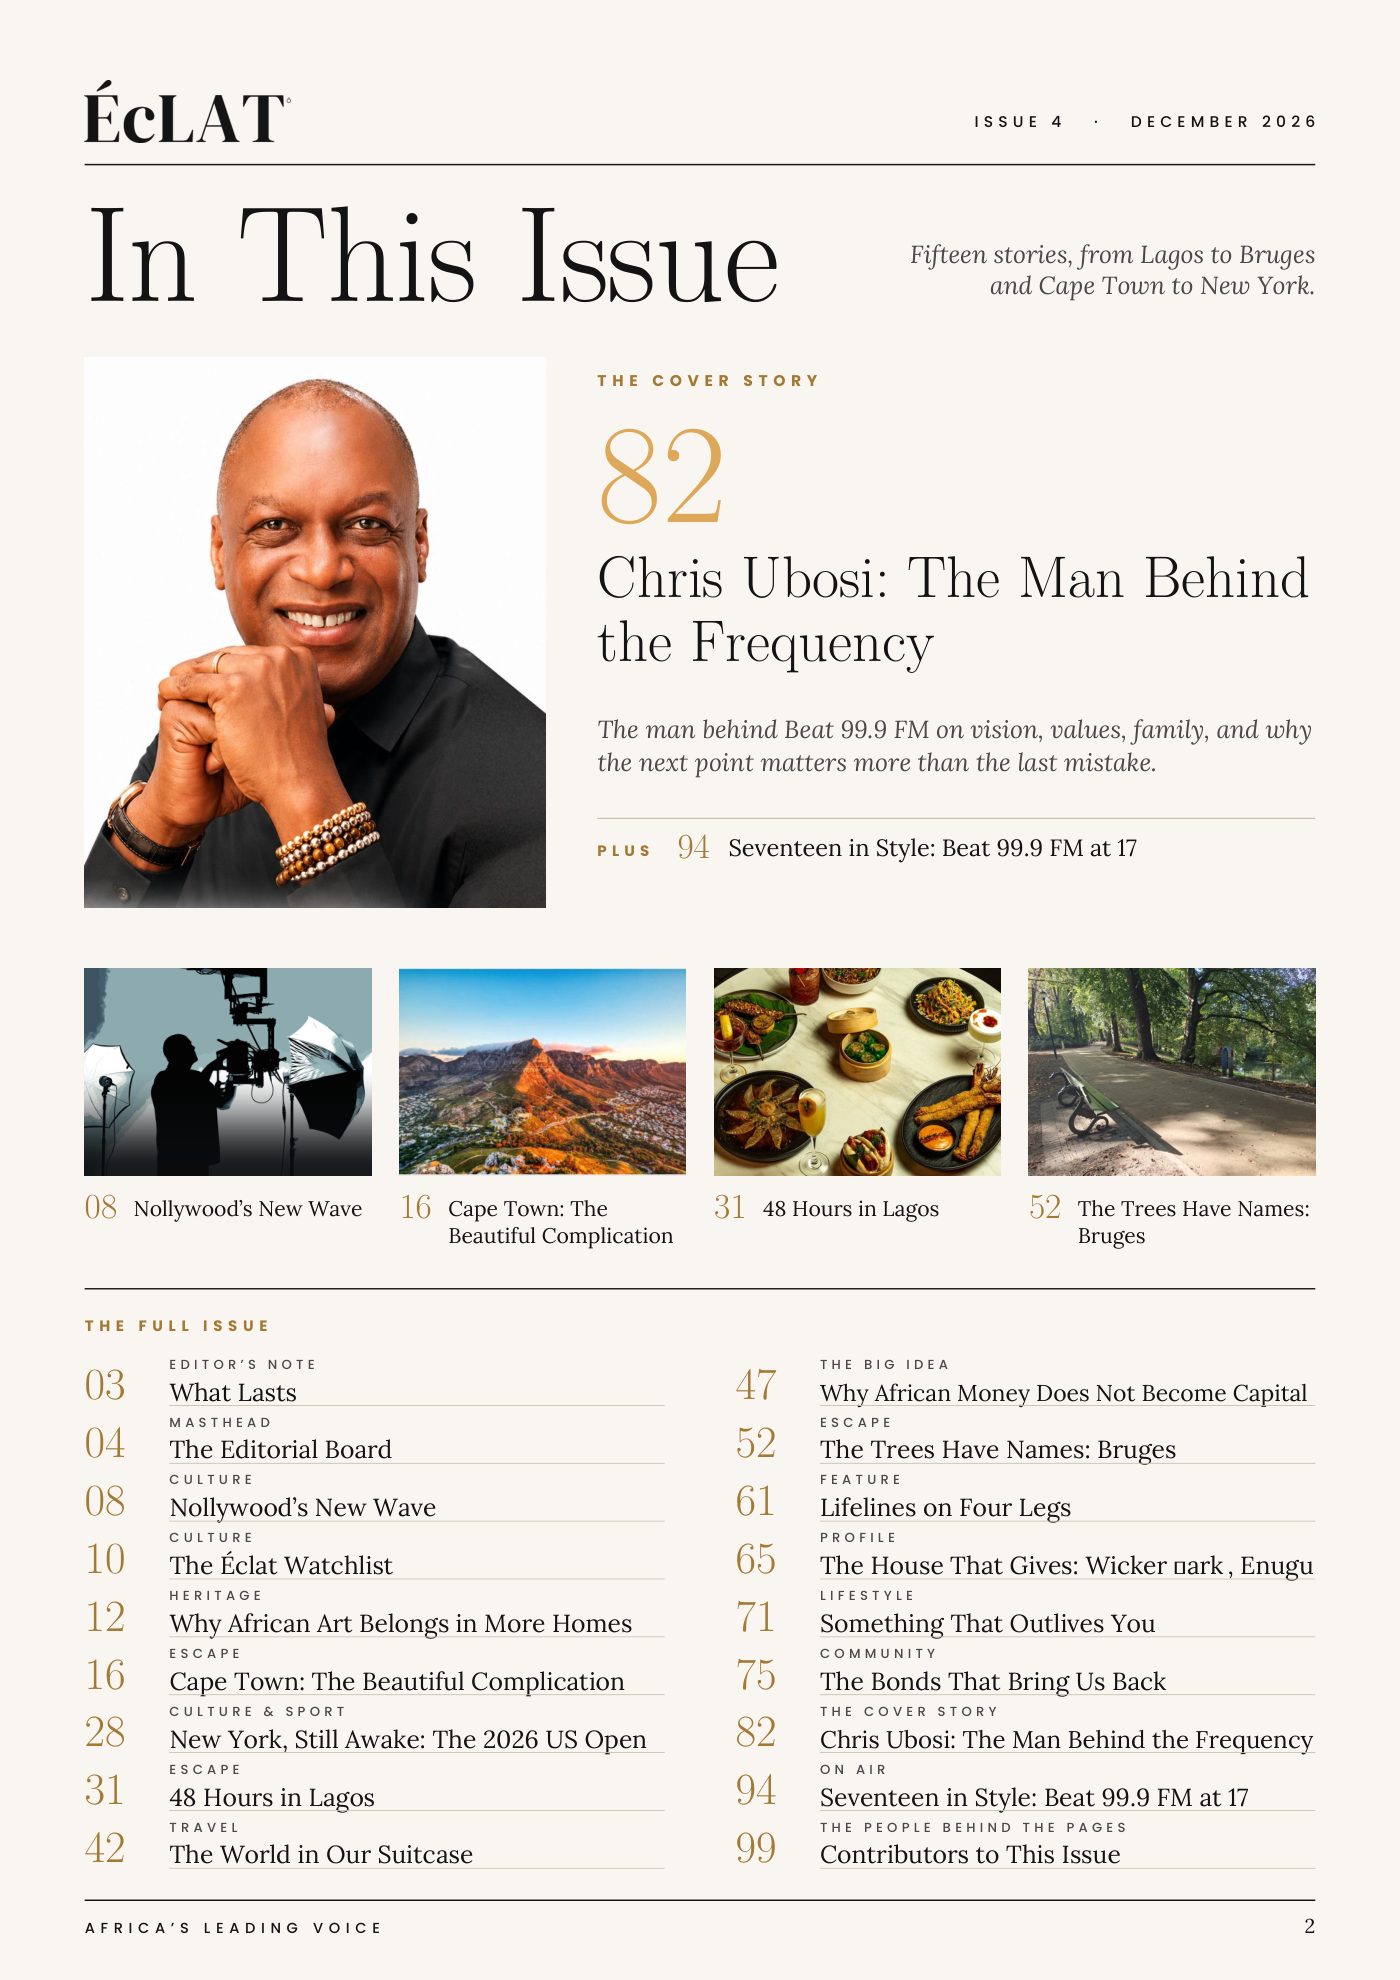 ÉcLAT
ISSUE 4 · DECEMBER 2026
In This Issue
Fifteen stories, from Lagos to Bruges
and Cape Town to New York.
THE COVER STORY
82
Chris Ubosi: The Man Behind
the Frequency
The man behind Beat 99.9 FM on vision, values, family, and why
the next point matters more than the last mistake.
PLUS 94 Seventeen in Style: Beat 99.9 FM at 17
08 Nollywood’s New Wave
16 Cape Town: The
Beautiful Complication
31 48 Hours in Lagos
52 The Trees Have Names:
Bruges
THE FULL ISSUE
EDITOR’S NOTE
03 What Lasts
MASTHEAD
04 The Editorial Board
CULTURE
08 Nollywood’s New Wave
CULTURE
10 The Éclat Watchlist
HERITAGE
12 Why African Art Belongs in More Homes
ESCAPE
16 Cape Town: The Beautiful Complication
CULTURE & SPORT
28 New York, Still Awake: The 2026 US Open
ESCAPE
31 48 Hours in Lagos
TRAVEL
42 The World in Our Suitcase
THE BIG IDEA
47 Why African Money Does Not Become Capital
ESCAPE
52 The Trees Have Names: Bruges
FEATURE
61 Lifelines on Four Legs
PROFILE
65 The House That Gives: Wicker ▯ark , Enugu
LIFESTYLE
71 Something That Outlives You
COMMUNITY
75 The Bonds That Bring Us Back
THE COVER STORY
82 Chris Ubosi: The Man Behind the Frequency
ON AIR
94 Seventeen in Style: Beat 99.9 FM at 17
THE PEOPLE BEHIND THE PAGES
99 Contributors to This Issue
AFRICA’S LEADING VOICE
2